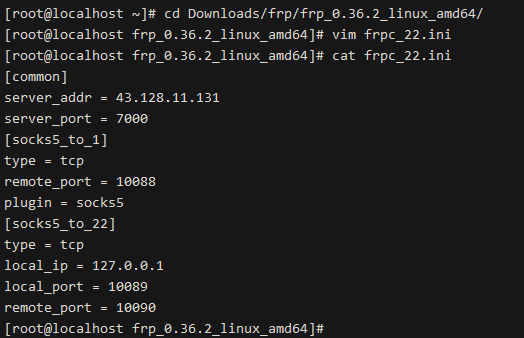 [root@localhost ~]# cd Downloads/frp/frp_0.36.2_linux_amd64/
[root@localhost frp_0.36.2_linux_amd64]# vim frpc_22.ini
[root@localhost frp_0.36.2_linux_amd64]# cat frpc_22.ini
[common]
server_addr = 43.128.11.131
server_port = 7000
[socks5_to_1]
type = tcp
remote_port = 10088
plugin = socks5
[socks5_to_22]
type = tcp
local_ip = 127.0.0.1
local_port = 10089
remote_port = 10090
[root@localhost frp_0.36.2_linux_amd64]#